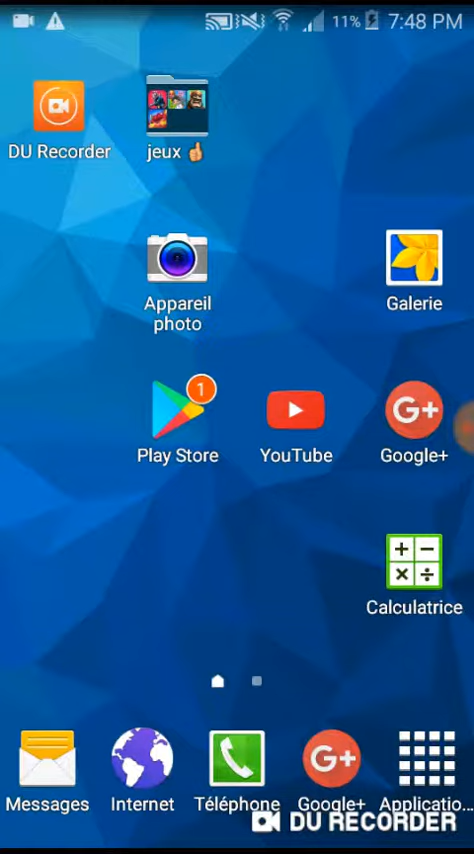 11% 7:48 PM
DU Recorder
jeux 👍
Appareil
photo
Galerie
1
Play Store
YouTube
G+
Google+
Calculatrice
Messages
Internet
Téléphone
G+
Google+
Applicatio...
DU RECORDER